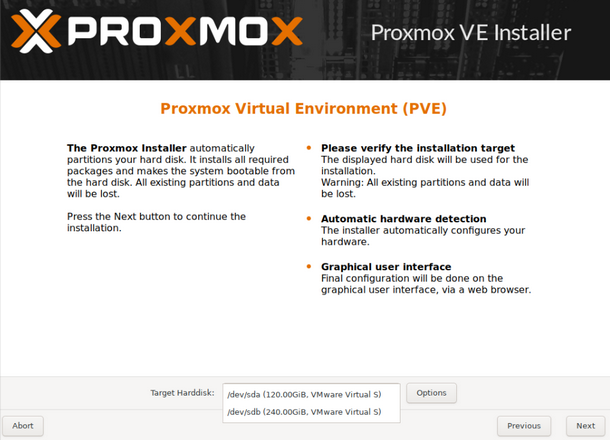 PROXMOX
Proxmox VE Installer
Proxmox Virtual Environment (PVE)
The Proxmox Installer automatically
partitions your hard disk. It installs all required
packages and makes the system bootable from
the hard disk. All existing partitions and data
will be lost.
Press the Next button to continue the
installation.
Please verify the installation target
The displayed hard disk will be used for the
installation.
Warning: All existing partitions and data will
be lost.
Automatic hardware detection
The installer automatically configures your
hardware.
Graphical user interface
Final configuration will be done on the
graphical user interface, via a web browser.
Target Harddisk:
/dev/sda (120.00GiB, VMware Virtual S)
/dev/sdb (240.00GiB, VMware Virtual S)
Options
Abort
Previous
Next